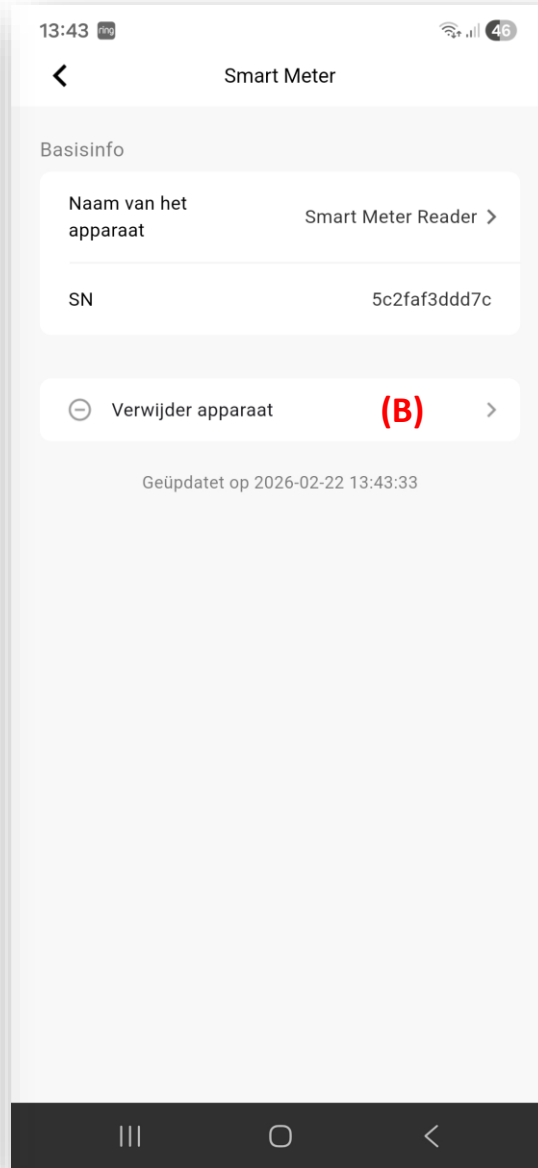 13:43 ring 46
Smart Meter
Basisinfo
Naam van het
apparaat
Smart Meter Reader
SN 5c2faf3ddd7c
Verwijder apparaat (B)
Geüpdatet op 2026-02-22 13:43:33